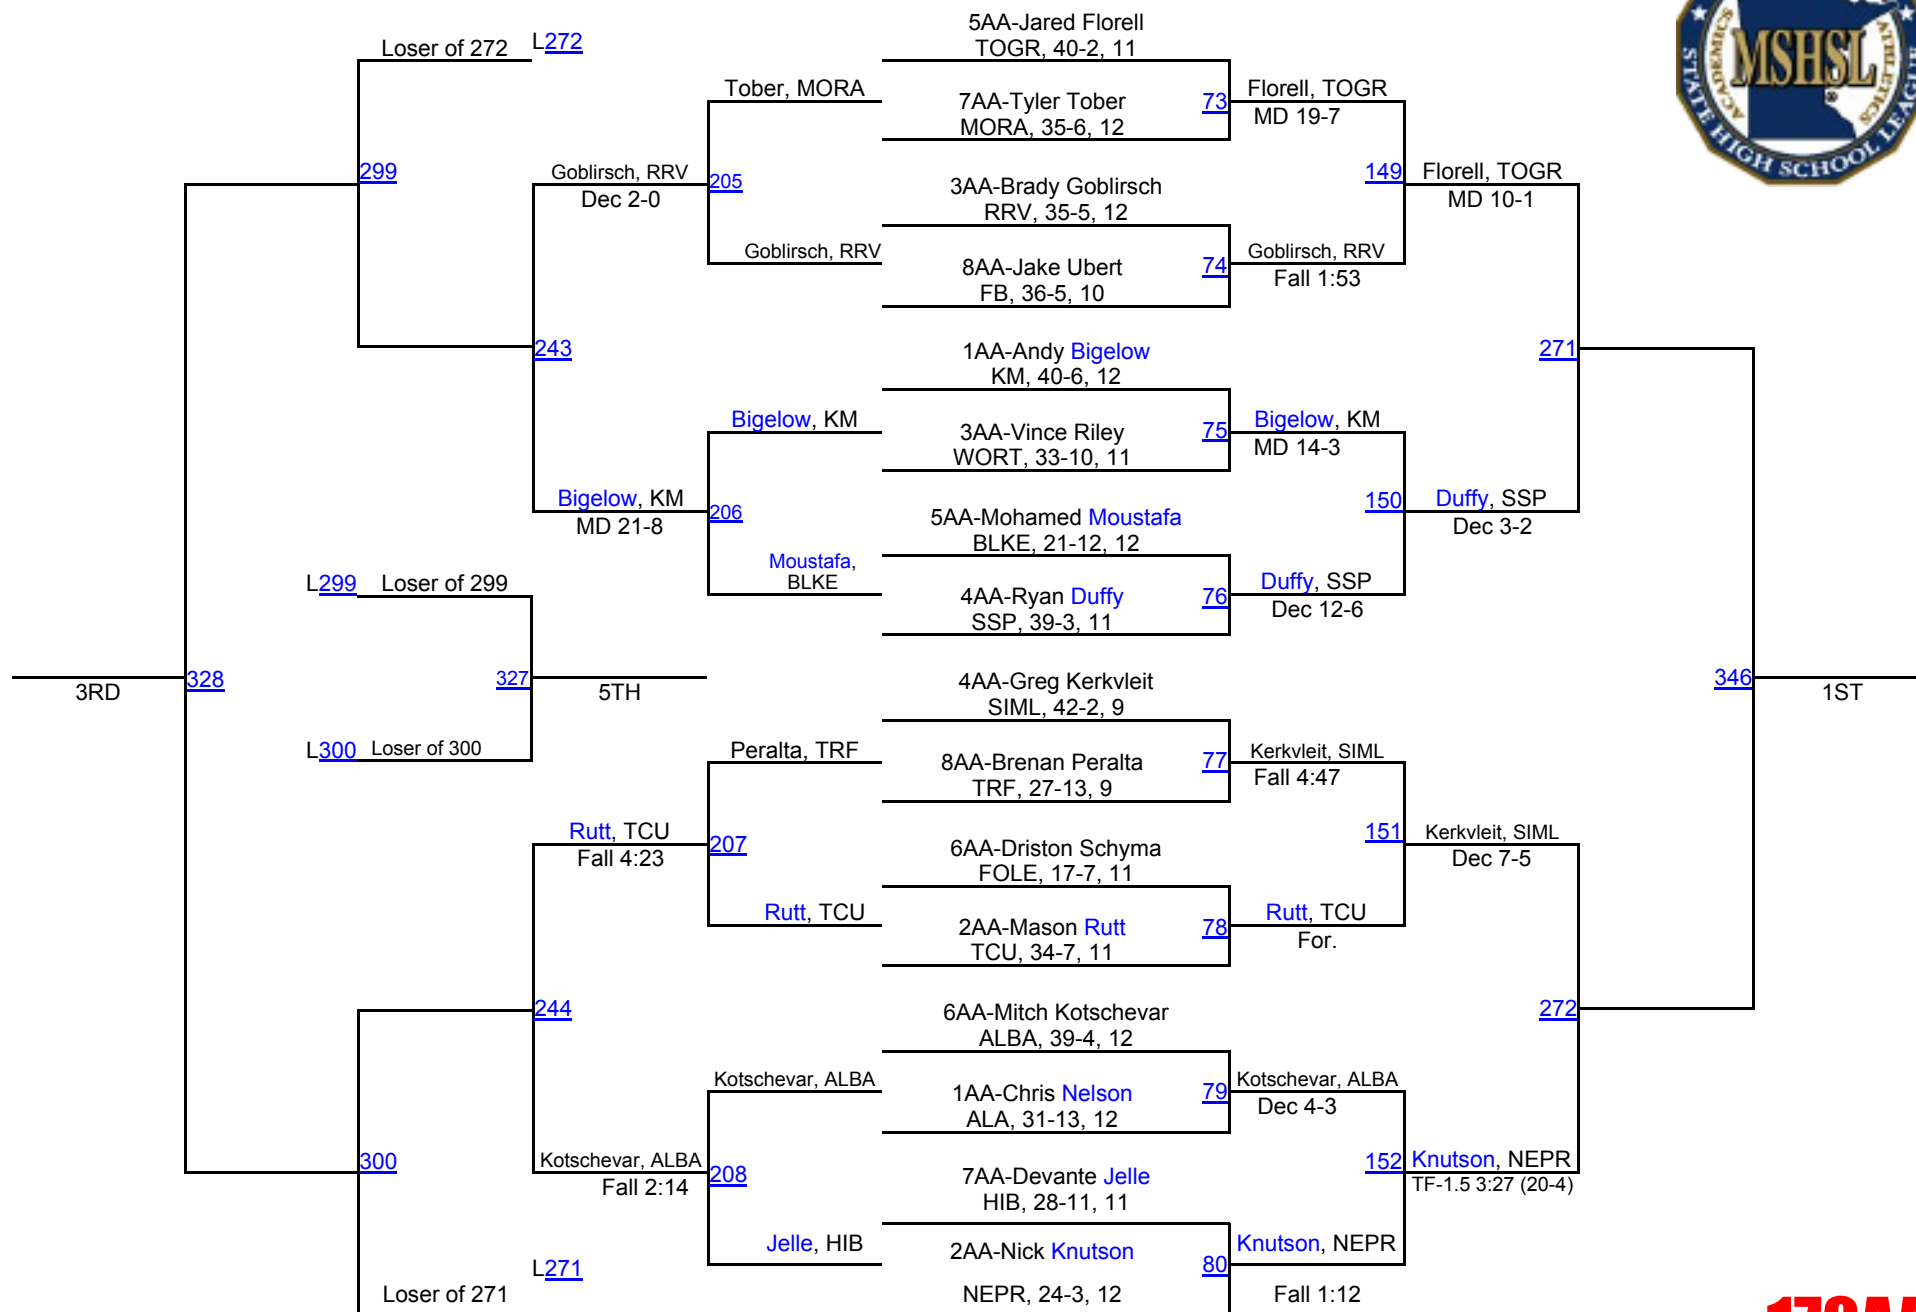 5AA-Jared Florell
TOGR, 40-2, 11
Loser of 272 L272
Tober, MORA
7AA-Tyler Tober
MORA, 35-6, 12
73
Florell, TOGR
MD 19-7
299
Goblirsch, RRV
Dec 2-0
205
3AA-Brady Goblirsch
RRV, 35-5, 12
149
Florell, TOGR
MD 10-1
Goblirsch, RRV
8AA-Jake Ubert
FB, 36-5, 10
74
Goblirsch, RRV
Fall 1:53
243
1AA-Andy Bigelow
KM, 40-6, 12
271
Bigelow, KM
3AA-Vince Riley
WORT, 33-10, 11
75
Bigelow, KM
MD 14-3
Bigelow, KM
MD 21-8
206
5AA-Mohamed Moustafa
BLKE, 21-12, 12
150
Duffy, SSP
Dec 3-2
Moustafa,
BLKE
4AA-Ryan Duffy
SSP, 39-3, 11
76
Duffy, SSP
Dec 12-6
L299 Loser of 299
3RD
328
327
5TH
4AA-Greg Kerkvleit
SIML, 42-2, 9
346
1ST
L300 Loser of 300
Peralta, TRF
8AA-Brenan Peralta
TRF, 27-13, 9
77
Kerkvleit, SIML
Fall 4:47
Rutt, TCU
Fall 4:23
207
6AA-Driston Schyma
FOLE, 17-7, 11
151
Kerkvleit, SIML
Dec 7-5
Rutt, TCU
2AA-Mason Rutt
TCU, 34-7, 11
78
Rutt, TCU
For.
244
6AA-Mitch Kotschevar
ALBA, 39-4, 12
272
Kotschevar, ALBA
1AA-Chris Nelson
ALA, 31-13, 12
79
Kotschevar, ALBA
Dec 4-3
300
Kotschevar, ALBA
Fall 2:14
208
7AA-Devante Jelle
HIB, 28-11, 11
152
Knutson, NEPR
TF-1.5 3:27 (20-4)
Jelle, HIB
2AA-Nick Knutson
NEPR, 24-3, 12
80
Knutson, NEPR
Fall 1:12
L271
Loser of 271
MSHSL
ACADEMICS
ATHLETICS
STATE HIGH SCHOOL LEAGUE